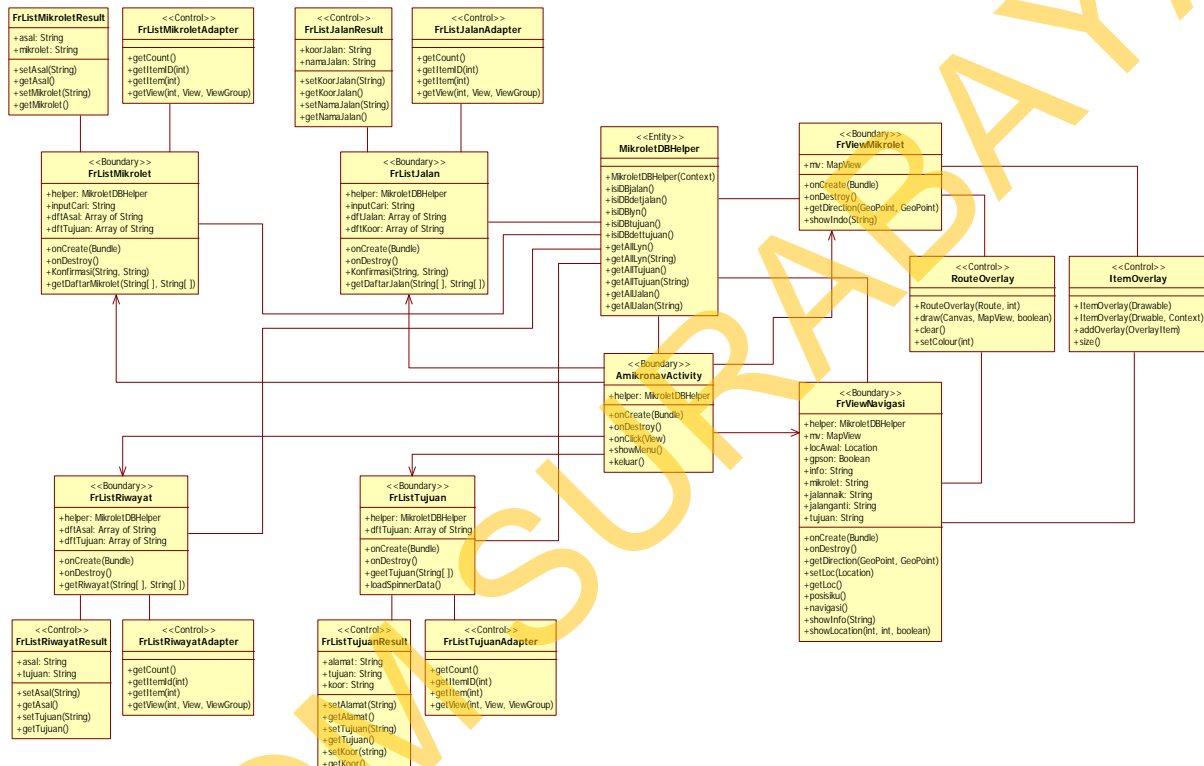 FrListMikroletResult
+asal: String
+mikrolet: String
+setAsal(String)
+getAsal()
+setMikrolet(String)
+getMikrolet()
<<Control>>
FrListMikroletAdapter
+getCount()
+getItemID(int)
+getItem(int)
+getView(int, View, ViewGroup)
<<Control>>
FrListJalanResult
+koorJalan: String
+namaJalan: String
+setKoorJalan(String)
+getKoorJalan()
+setNamaJalan(String)
+getNamaJalan()
<<Control>>
FrListJalanAdapter
+getCount()
+getItemID(int)
+getItem(int)
+getView(int, View, ViewGroup)
<<Boundary>>
FrListMikrolet
+helper: MikroletDBHelper
+inputCari: String
+dftAsal: Array of String
+dftTujuan: Array of String
+onCreate(Bundle)
+onDestroy()
+Konfirmasi(String, String)
+getDaftarMikrolet(String[ ], String[ ])
<<Boundary>>
FrListJalan
+helper: MikroletDBHelper
+inputCari: String
+dftJalan: Array of String
+dftKoor: Array of String
+onCreate(Bundle)
+onDestroy()
+Konfirmasi(String, String)
+getDaftarJalan(String[ ], String[ ])
<<Entity>>
MikroletDBHelper
+MikroletDBHelper(Context)
+isiDBjalan()
+isiDBdetjalan()
+isiDBlyn()
+isiDBtujuan()
+isiDBdettujuan()
+getAllLyn()
+getAllLyn(String)
+getAllTujuan()
+getAllTujuan(String)
+getAllJalan()
+getAllJalan(String)
<<Boundary>>
FrViewMikrolet
+mv: MapView
+onCreate(Bundle)
+onDestroy()
+getDirection(GeoPoint, GeoPoint)
+showIndo(String)
<<Control>>
RouteOverlay
+RouteOverlay(Route, int)
+draw(Canvas, MapView, boolean)
+clear()
+setColour(int)
<<Control>>
ItemOverlay
+ItemOverlay(Drawable)
+ItemOverlay(Drwable, Context)
+addOverlay(OverlayItem)
+size()
<<Boundary>>
AmikronavActivity
+helper: MikroletDBHelper
+onCreate(Bundle)
+onDestroy()
+onClick(View)
+showMenu()
+keluar()
<<Boundary>>
FrViewNavigasi
+helper: MikroletDBHelper
+mv: MapView
+locAwal: Location
+gpson: Boolean
+info: String
+mikrolet: String
+jalannaik: String
+jalanganti: String
+tujuan: String
+onCreate(Bundle)
+onDestroy()
+getDirection(GeoPoint, GeoPoint)
+setLoc(Location)
+getLoc()
+posisiku()
+navigasi()
+showInfo(String)
+showLocation(int, int, boolean)
<<Boundary>>
FrListRiwayat
+helper: MikroletDBHelper
+dftAsal: Array of String
+dftTujuan: Array of String
+onCreate(Bundle)
+onDestroy()
+getRiwayat(String[ ], String[ ])
<<Boundary>>
FrListTujuan
+helper: MikroletDBHelper
+dftTujuan: Array of String
+onCreate(Bundle)
+onDestroy()
+geetTujuan(String[ ])
+loadSpinnerData()
<<Control>>
FrListRiwayatResult
+asal: String
+tujuan: String
+setAsal(String)
+getAsal()
+setTujuan(String)
+getTujuan()
<<Control>>
FrListRiwayatAdapter
+getCount()
+getItemId(int)
+getItem(int)
+getView(int, View, ViewGroup)
<<Control>>
FrListTujuanResult
+alamat: String
+tujuan: String
+koor: String
+setAlamat(String)
+getAlamat()
+setTujuan(String)
+getTujuan()
+setKoor(string)
+getKoor()
<<Control>>
FrListTujuanAdapter
+getCount()
+getItemID(int)
+getItem(int)
+getView(int, View, ViewGroup)
OM SURABAYA